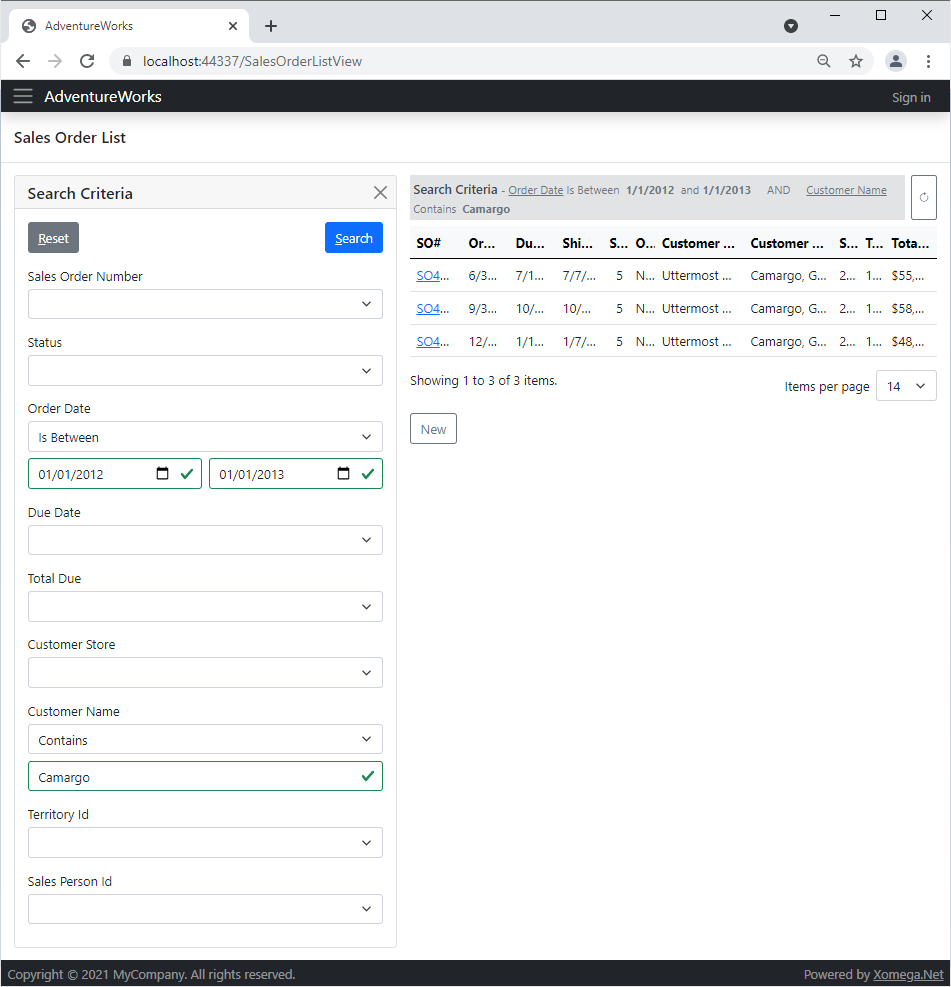 AdventureWorks
localhost:44337/SalesOrderListView
AdventureWorks
Sign in
Sales Order List
Search Criteria
Reset
Search
Sales Order Number
Status
Order Date
Is Between
01/01/2012
01/01/2013
Due Date
Total Due
Customer Store
Customer Name
Contains
Camargo
Territory Id
Sales Person Id
Search Criteria - Order Date Is Between 1/1/2012 and 1/1/2013 AND Customer Name
Contains Camargo
SO# Or... Du... Shi... S... O... Customer ... Customer ... S... T... Tota...
SO4... 6/3... 7/1... 7/7/... 5 N... Uttermost ... Camargo, G... 2... 1... $55,...
SO4... 9/3... 10/... 10/... 5 N... Uttermost ... Camargo, G... 2... 1... $58,...
SO4... 12/... 1/1... 1/7/... 5 N... Uttermost ... Camargo, G... 2... 1... $48,...
Showing 1 to 3 of 3 items.
Items per page 14
New
Copyright © 2021 MyCompany. All rights reserved.
Powered by Xomega.Net